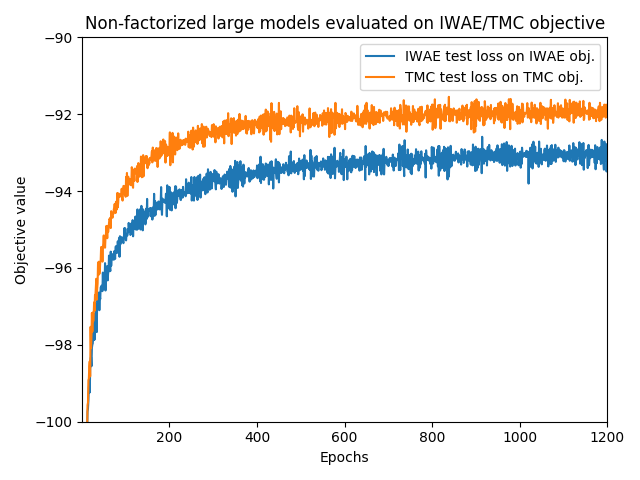 Non-factorized large models evaluated on IWAE/TMC objective
IWAE test loss on IWAE obj.
TMC test loss on TMC obj.
Objective value
−90
−92
−94
−96
−98
−100
200
400
600
800
1000
1200
Epochs